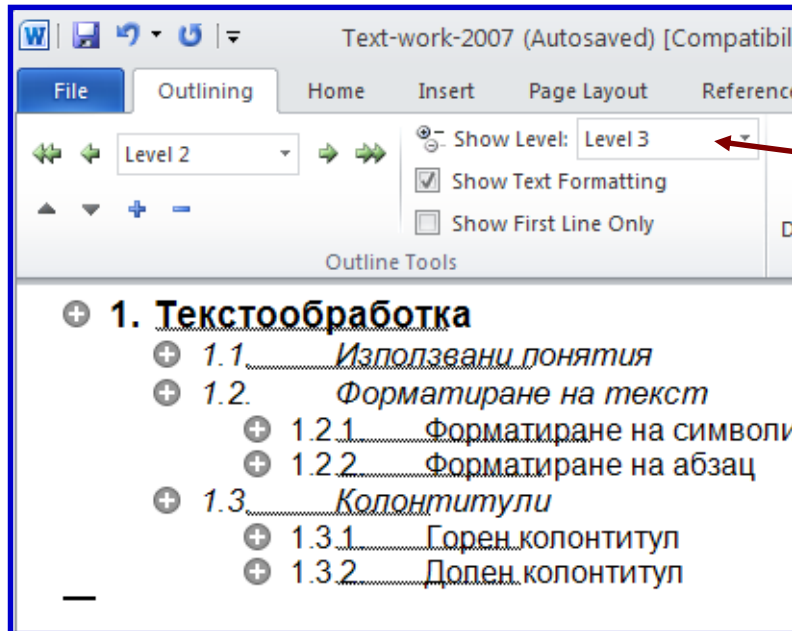 Text-work-2007 (Autosaved) [Compatibil
File Outlining Home Insert Page Layout Referenc
Level 2 Show Level: Level 3
Show Text Formatting
Show First Line Only
D
Outline Tools
1. Текстообработка
1.1. Използвани понятия
1.2. Форматиране на текст
1.2.1. Форматиране на символи
1.2.2. Форматиране на абзац
1.3. Колонтитули
1.3.1. Горен колонтитул
1.3.2. Долен колонтитул